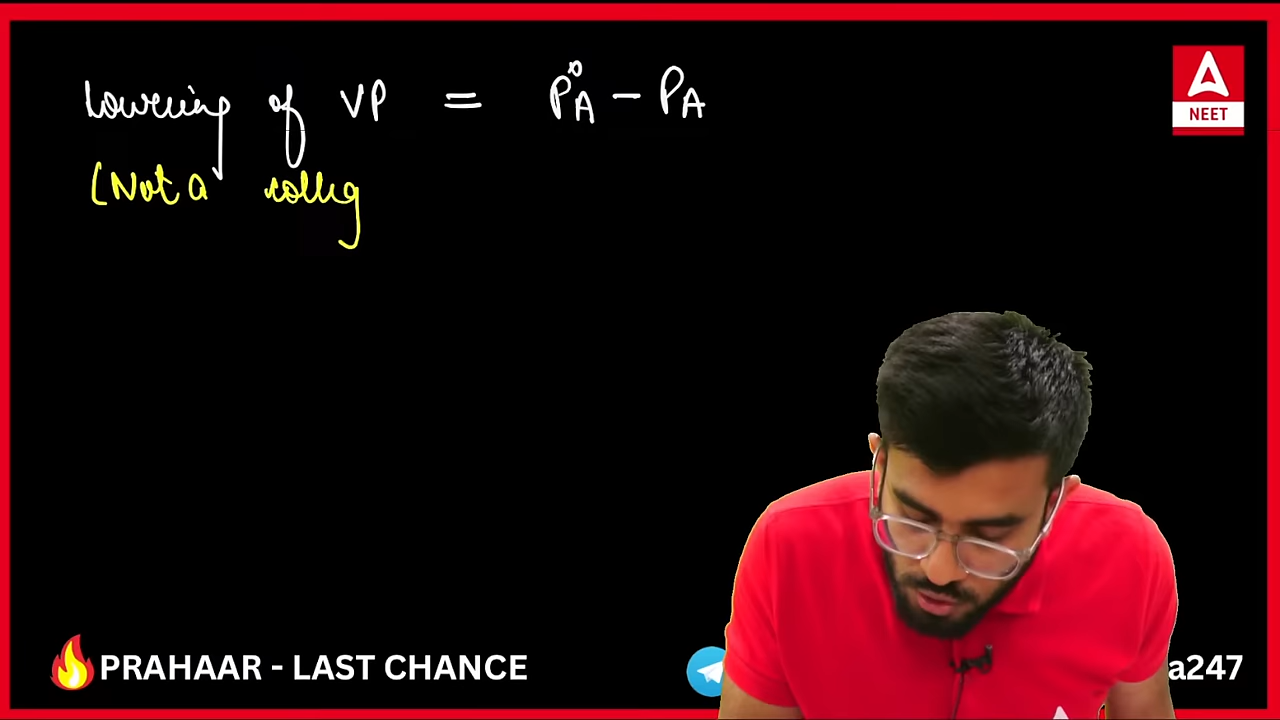 Lowering of VP = P°A - PA
(Not a collig
A
NEET
PRAHAAR - LAST CHANCE
a247